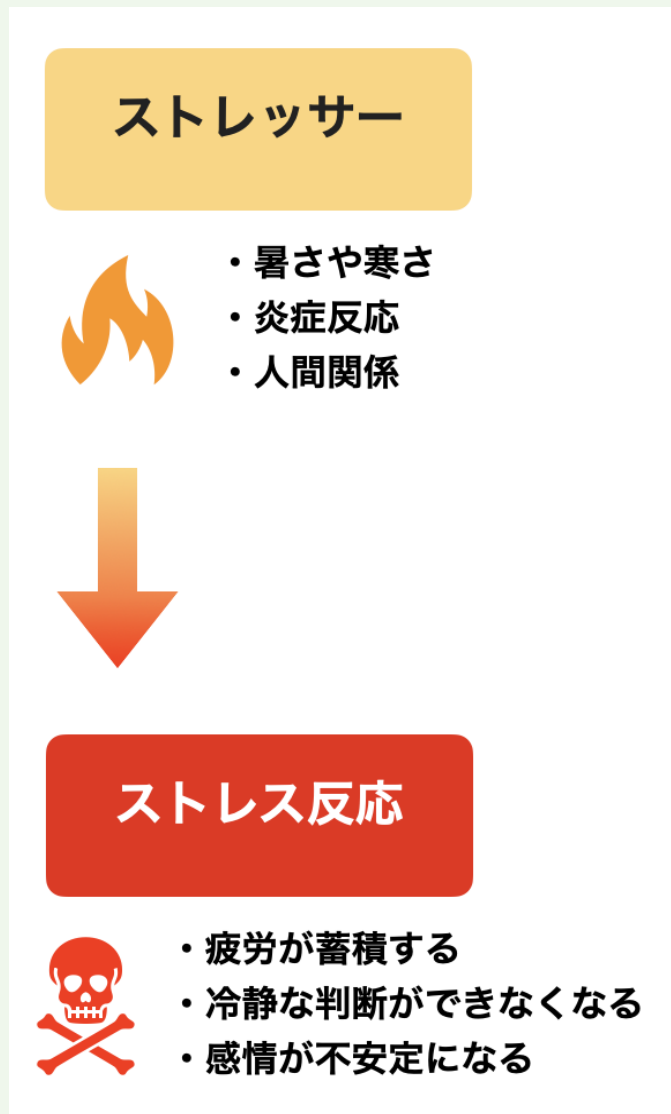 ストレッサー
・暑さや寒さ
・炎症反応
・人間関係
ストレス反応
・疲労が蓄積する
・冷静な判断ができなくなる
・感情が不安定になる